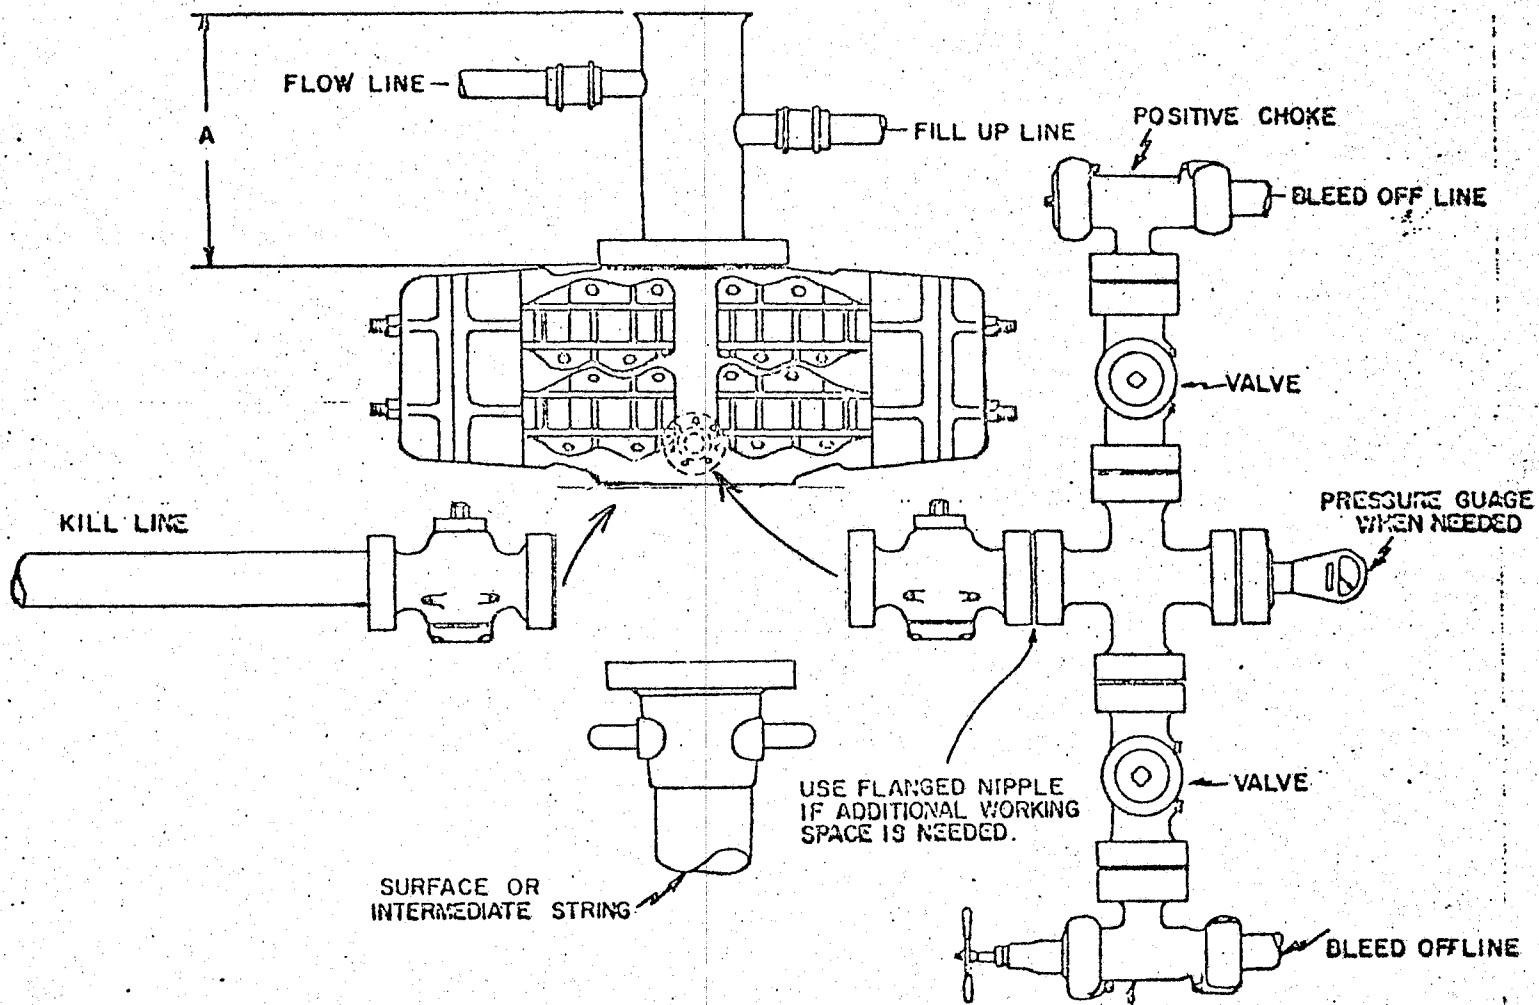 FLOW LINE
A
FILL UP LINE
POSITIVE CHOKE
BLEED OFF LINE
VALVE
KILL LINE
PRESSURE GUAGE
WHEN NEEDED
USE FLANGED NIPPLE
IF ADDITIONAL WORKING
SPACE IS NEEDED.
VALVE
SURFACE OR
INTERMEDIATE STRING
BLEED OFFLINE